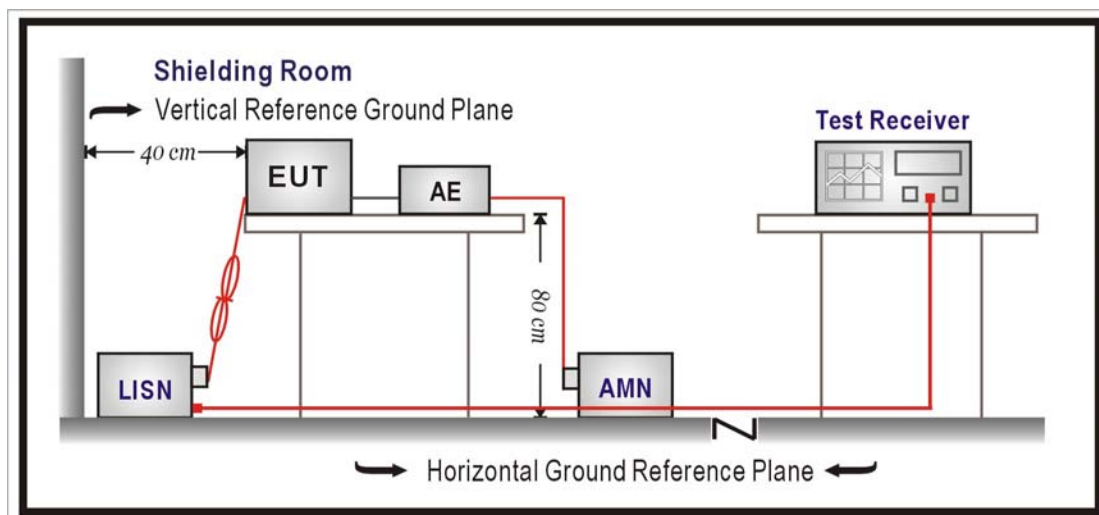 Shielding Room
Vertical Reference Ground Plane
Test Receiver
40 cm
EUT
AE
80 cm
LISN
AMN
Horizontal Ground Reference Plane